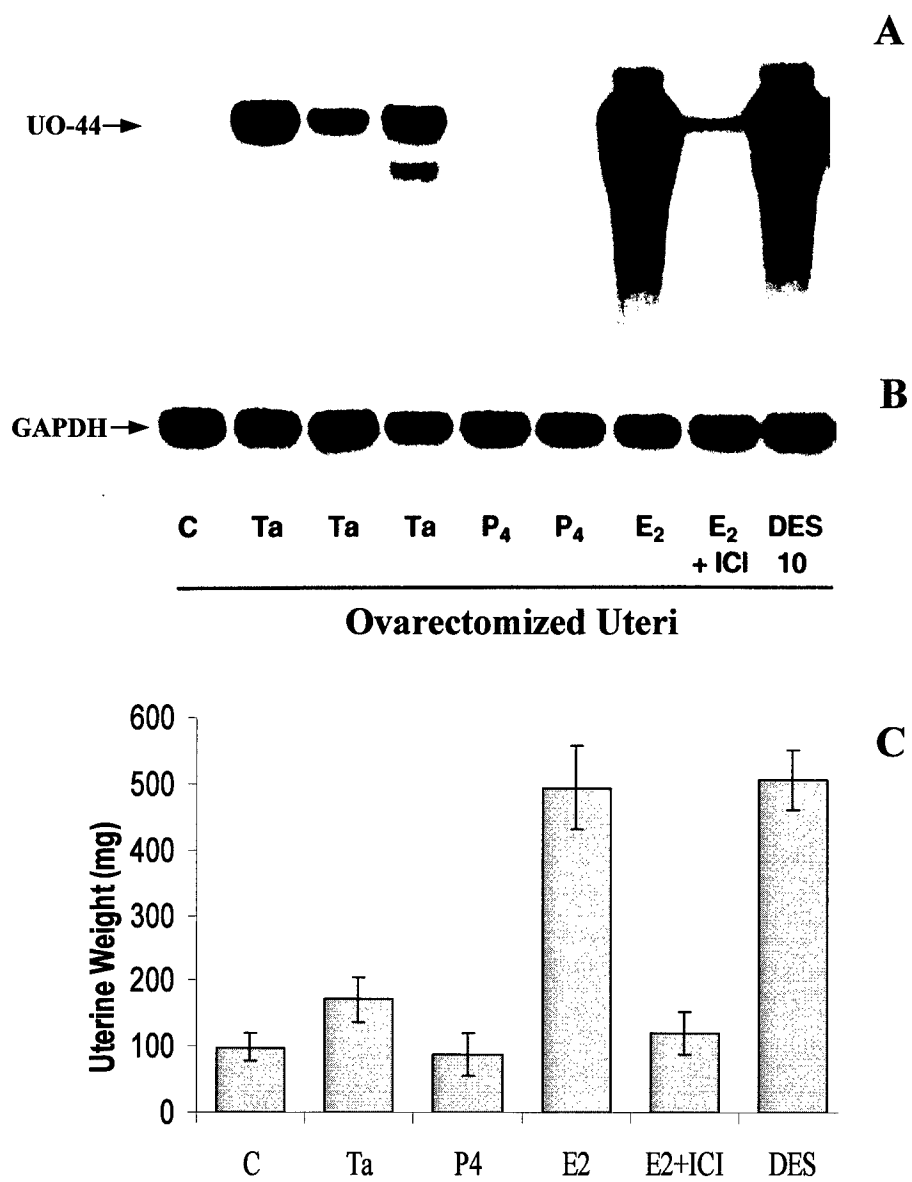 A
UO-44
B
GAPDH
C Ta Ta Ta P4 P4 E2 E2 DES
+ ICI 10
Ovarectomized Uteri
C
600
500
400
300
200
100
0
Uterine Weight (mg)
C Ta P4 E2 E2+ICI DES